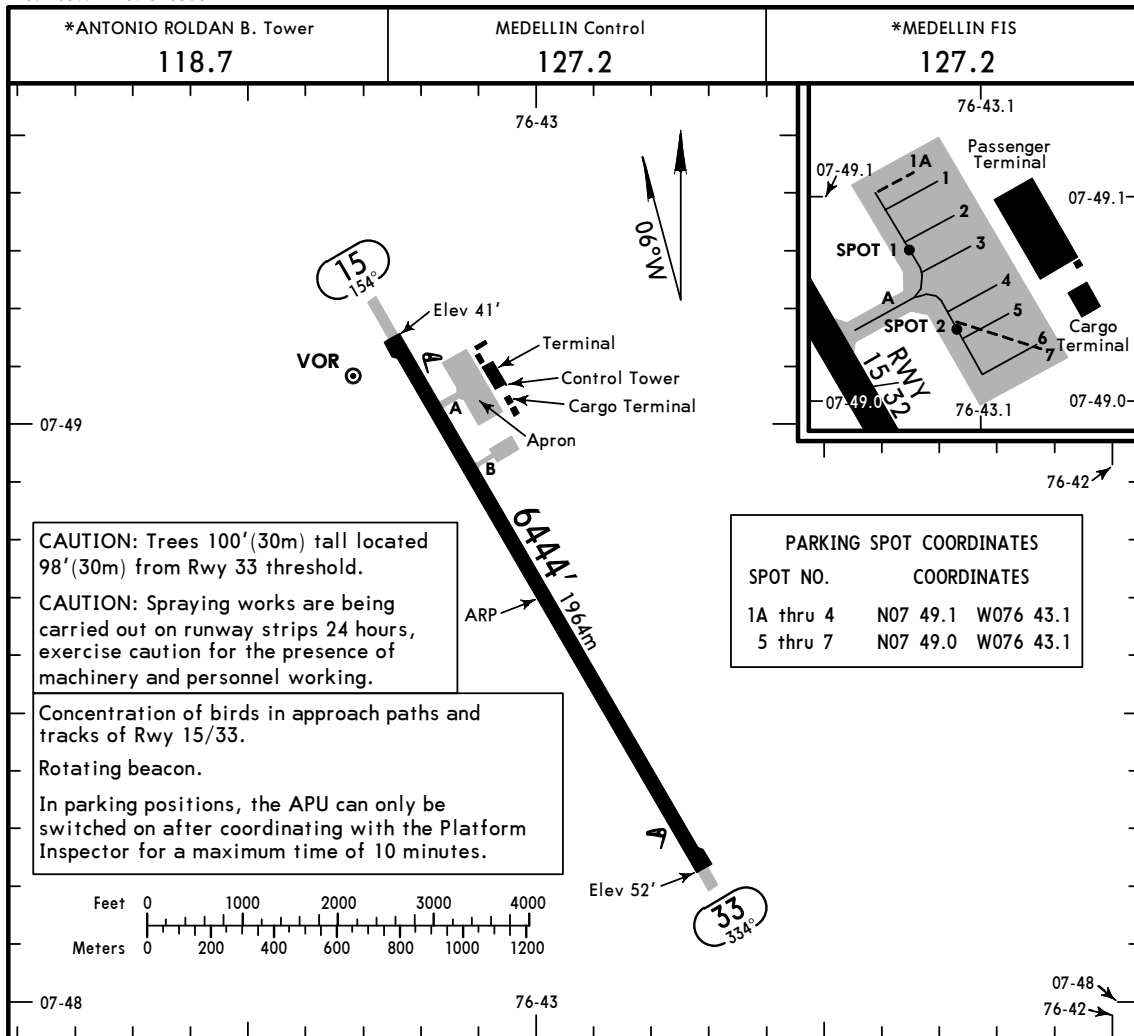 *ANTONIO ROLDAN B. Tower
118.7
MEDELLIN Control
127.2
*MEDELLIN FIS
127.2
76-43
06°W
15
154°
Elev 41'
VOR
Terminal
Control Tower
Cargo Terminal
Apron
A
B
07-49
6444'
1964m
ARP
76-43.1
Passenger
Terminal
07-49.1
07-49.1
1A
1
2
3
4
5
6
7
SPOT 1
SPOT 2
A
Cargo
Terminal
RWY
15-32
07-49.0
76-43.1
07-49.0
76-42
CAUTION: Trees 100'(30m) tall located
98'(30m) from Rwy 33 threshold.
CAUTION: Spraying works are being
carried out on runway strips 24 hours,
exercise caution for the presence of
machinery and personnel working.
Concentration of birds in approach paths and
tracks of Rwy 15/33.
Rotating beacon.
In parking positions, the APU can only be
switched on after coordinating with the Platform
Inspector for a maximum time of 10 minutes.
PARKING SPOT COORDINATES
SPOT NO. COORDINATES
1A thru 4 N07 49.1 W076 43.1
5 thru 7 N07 49.0 W076 43.1
Elev 52'
33
334°
Feet 0 1000 2000 3000 4000
Meters 0 200 400 600 800 1000 1200
07-48
76-43
07-48
76-42